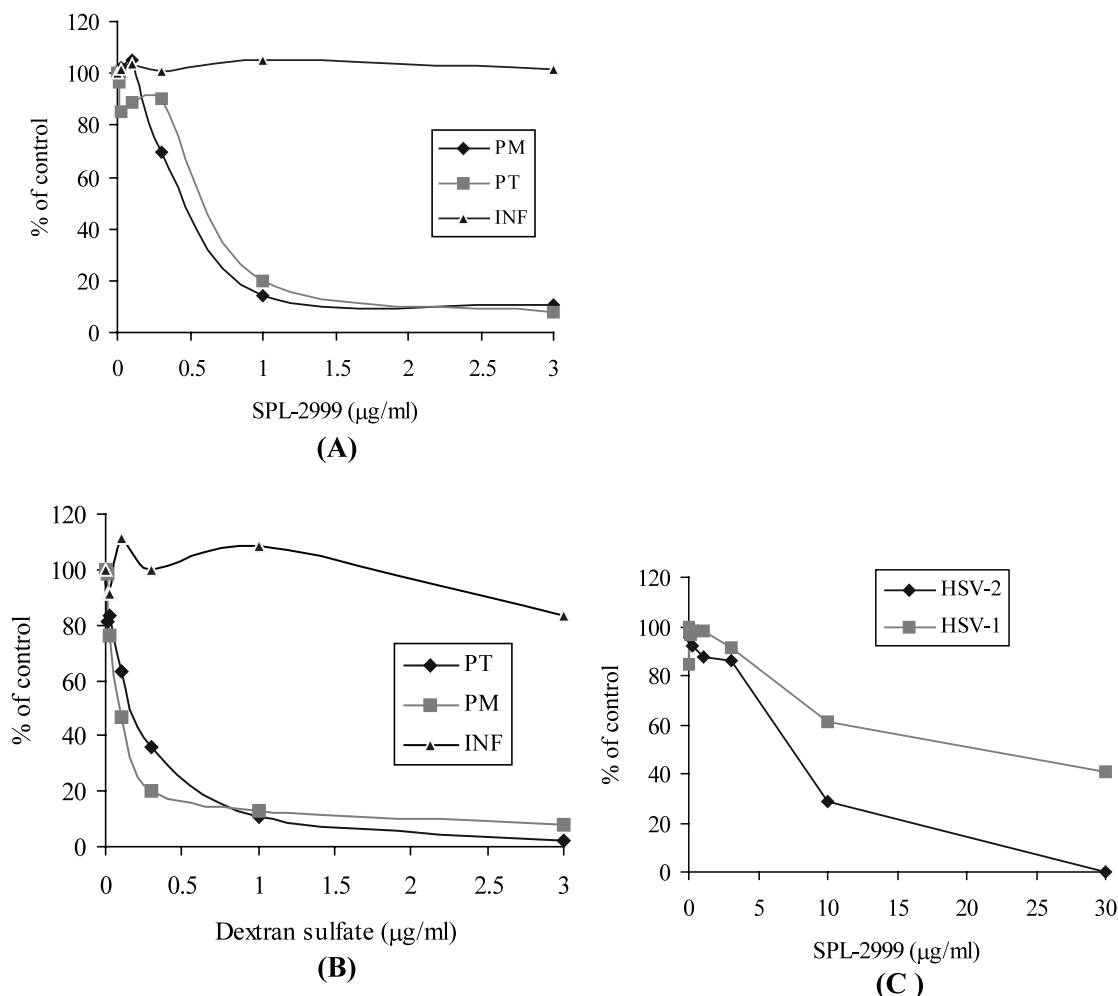 120
100
80
60
40
20
0
% of control
PM
PT
INF
0 0.5 1 1.5 2 2.5 3
SPL-2999 (μg/ml)
(A)
120
100
80
60
40
20
0
% of control
PT
PM
INF
0 0.5 1 1.5 2 2.5 3
Dextran sulfate (μg/ml)
(B)
120
100
80
60
40
20
0
% of control
HSV-2
HSV-1
0 5 10 15 20 25 30
SPL-2999 (μg/ml)
(C )